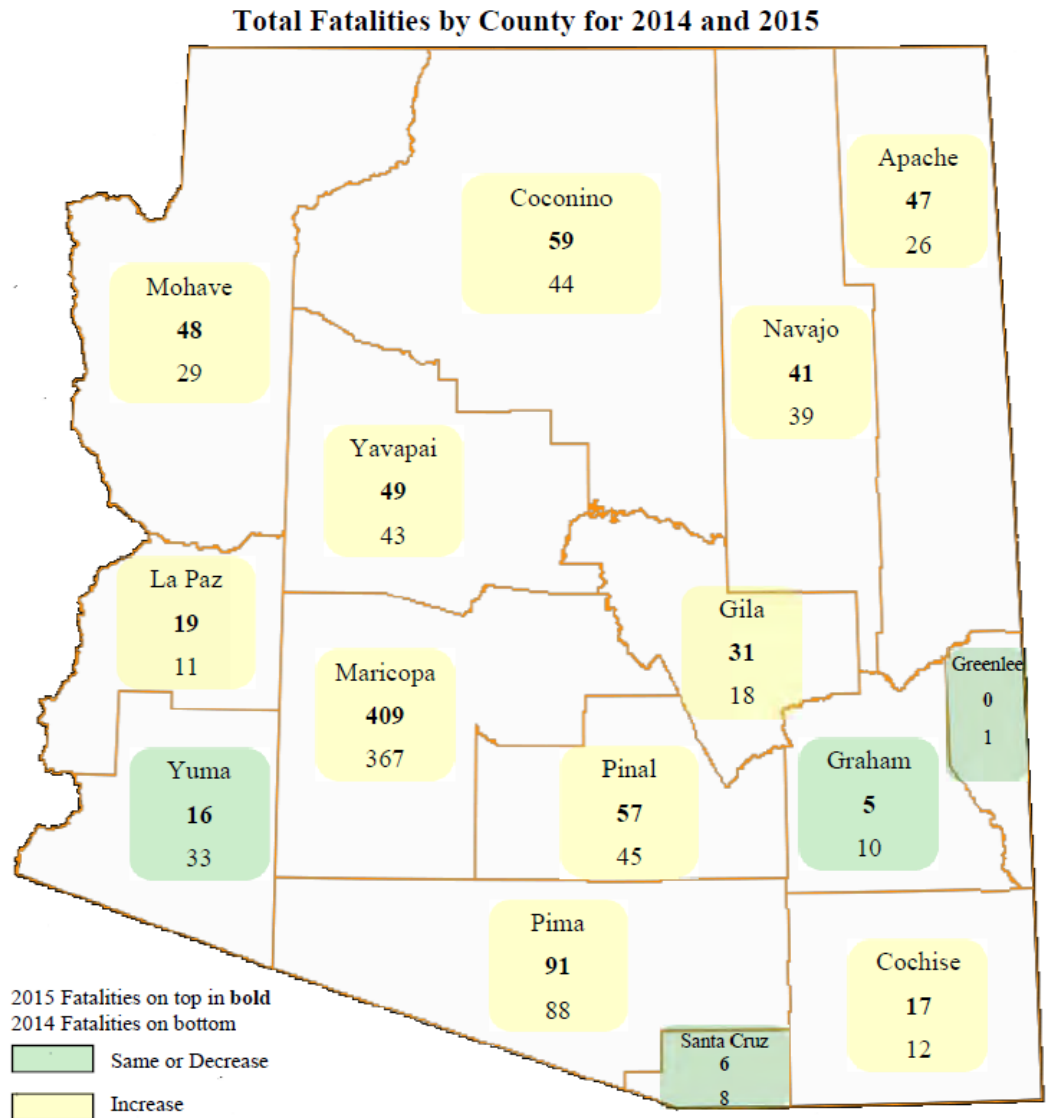 Total Fatalities by County for 2014 and 2015
Apache
47
26
Coconino
59
44
Mohave
48
29
Navajo
41
39
Yavapai
49
43
La Paz
19
11
Gila
31
18
Maricopa
409
367
Greenlee
0
1
Yuma
16
33
Pinal
57
45
Graham
5
10
Pima
91
88
Cochise
17
12
Santa Cruz
6
8
2015 Fatalities on top in bold
2014 Fatalities on bottom
Same or Decrease
Increase